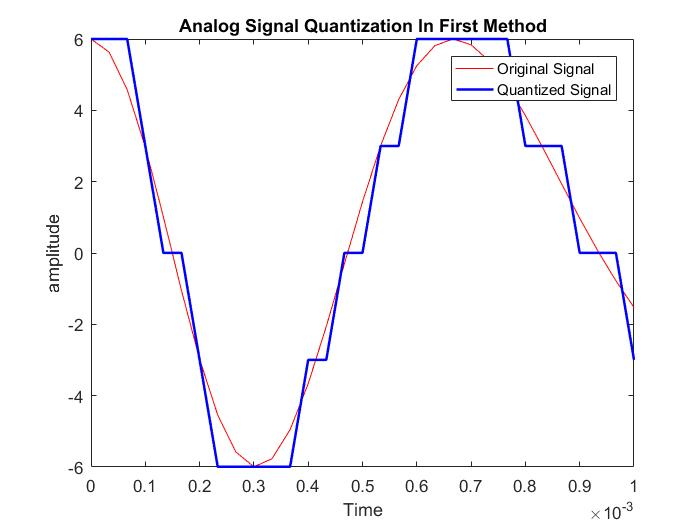 Analog Signal Quantization In First Method
Original Signal
Quantized Signal
amplitude
6
4
2
0
-2
-4
-6
0 0.1 0.2 0.3 0.4 0.5 0.6 0.7 0.8 0.9 1
Time
×10-3